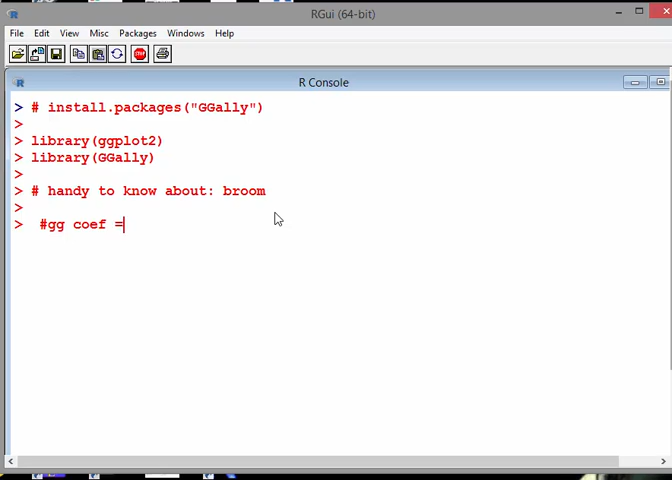 RGui (64-bit)
File Edit View Misc Packages Windows Help
STOP
R Console
> # install.packages("GGally")
>
> library(ggplot2)
> library(GGally)
>
> # handy to know about: broom
>
> #gg coef =